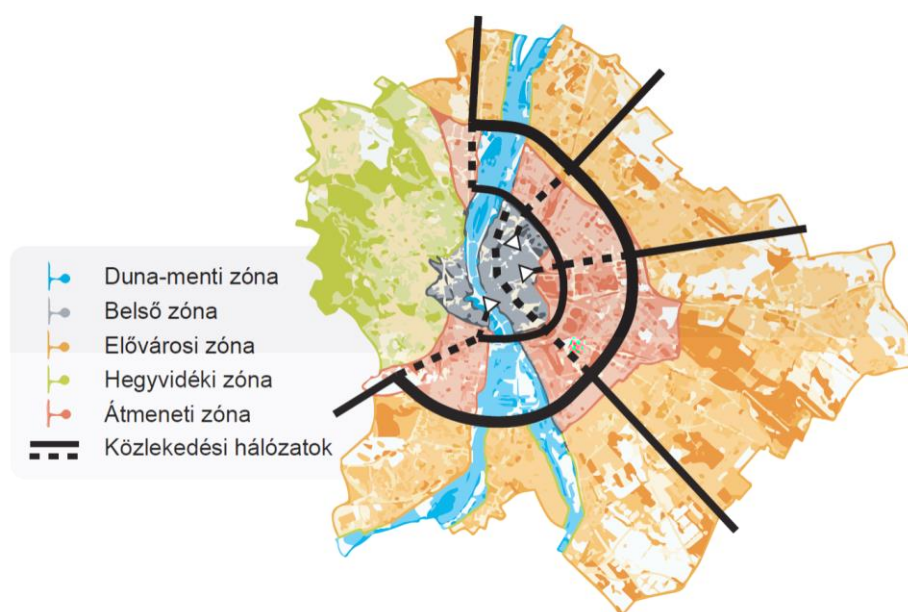 Duna-menti zóna
Belső zóna
Elővárosi zóna
Hegyvidéki zóna
Átmeneti zóna
Közlekedési hálózatok